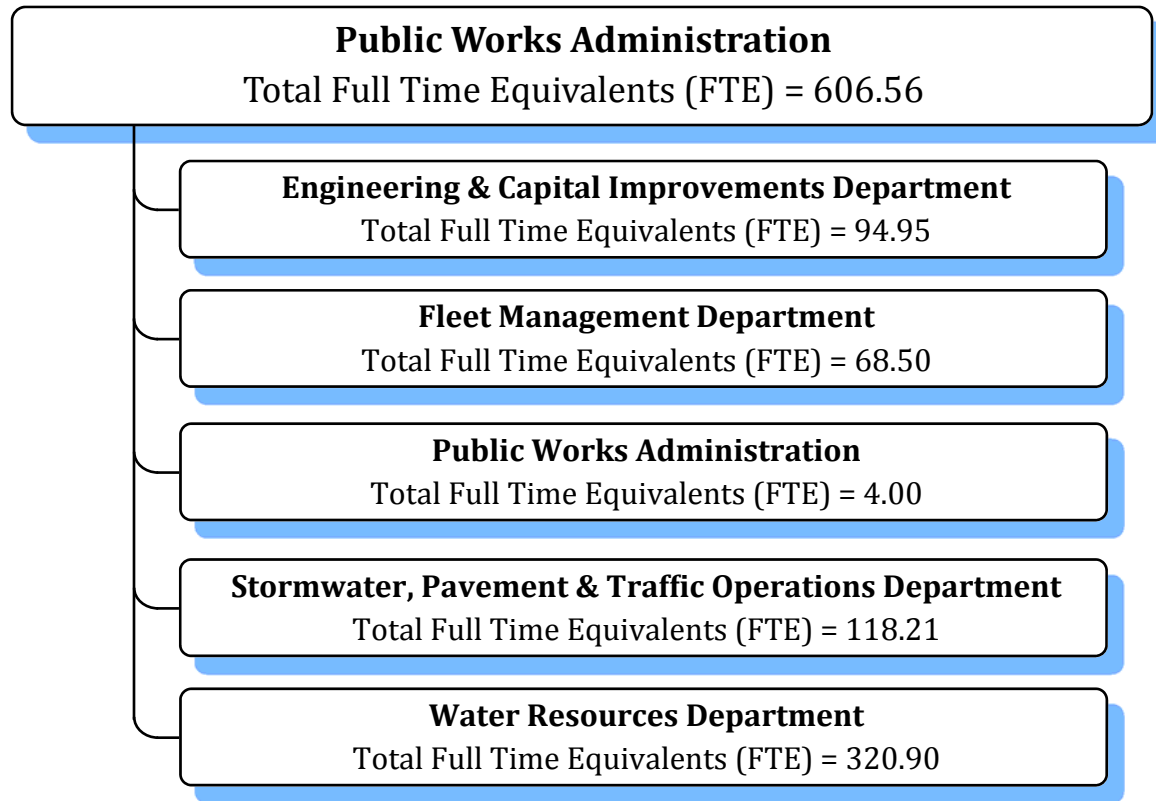 Public Works Administration
Total Full Time Equivalents (FTE) = 606.56
Engineering & Capital Improvements Department
Total Full Time Equivalents (FTE) = 94.95
Fleet Management Department
Total Full Time Equivalents (FTE) = 68.50
Public Works Administration
Total Full Time Equivalents (FTE) = 4.00
Stormwater, Pavement & Traffic Operations Department
Total Full Time Equivalents (FTE) = 118.21
Water Resources Department
Total Full Time Equivalents (FTE) = 320.90